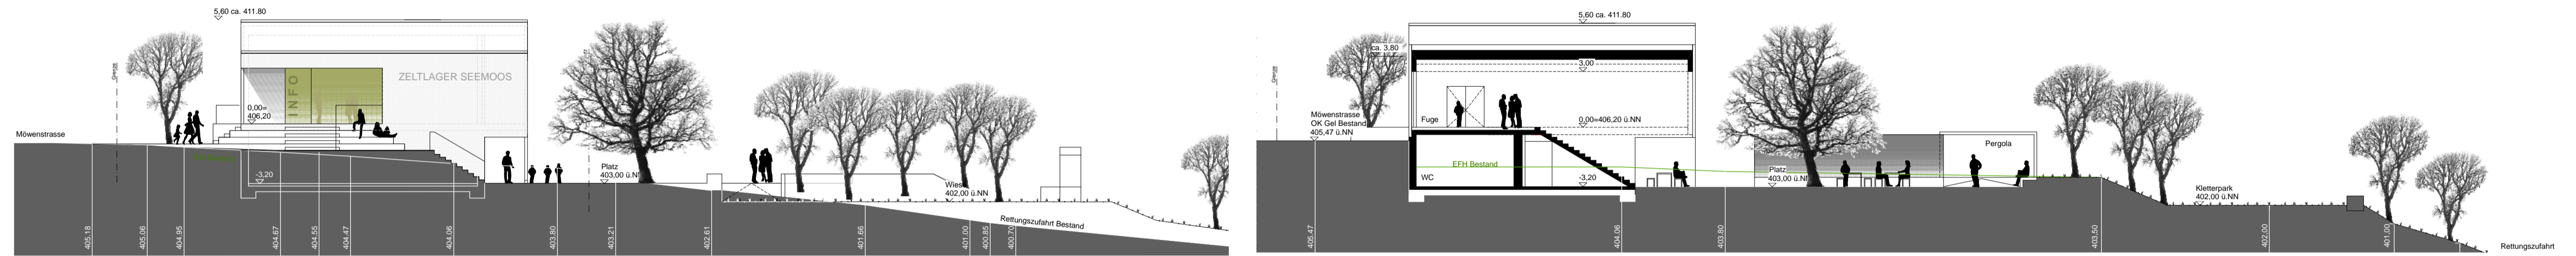 5,60 ca. 411.80
Grenze
ZELTLAGER SEEMOOS
INFO
0,00=
406,20
Möwenstrasse
-3,20
Platz
403,00 ü.NN
Wiese
402,00 ü.NN
Rettungszufahrt Bestand
405.18
405.06
404.95
404.67
404.55
404.47
404.06
403.80
403.21
402.61
401.66
401.00
400.85
400.70
5,60 ca. 411.80
ca. 3,80
Grenze
3,00
Möwenstrasse
OK Gel Bestand
405,47 ü.NN
Fuge
0,00=406,20 ü.NN
EFH Bestand
WC
-3,20
Pergola
Platz
403,00 ü.NN
Kletterpark
402,00 ü.NN
Rettungszufahrt
405.47
404.06
403.80
403.50
402.00
401.00